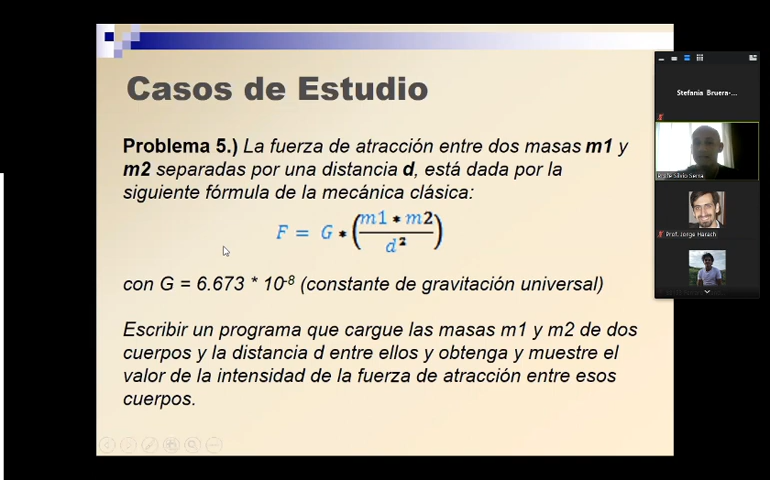 Casos de Estudio
Problema 5.) La fuerza de atracción entre dos masas m1 y
m2 separadas por una distancia d, está dada por la
siguiente fórmula de la mecánica clásica:
F = G * (m1 * m2 / d²)
con G = 6.673 * 10⁻⁸ (constante de gravitación universal)
Escribir un programa que cargue las masas m1 y m2 de dos
cuerpos y la distancia d entre ellos y obtenga y muestre el
valor de la intensidad de la fuerza de atracción entre esos
cuerpos.
Stefania Bruera-...
Silvio Serra
Prof. Jorge Harach